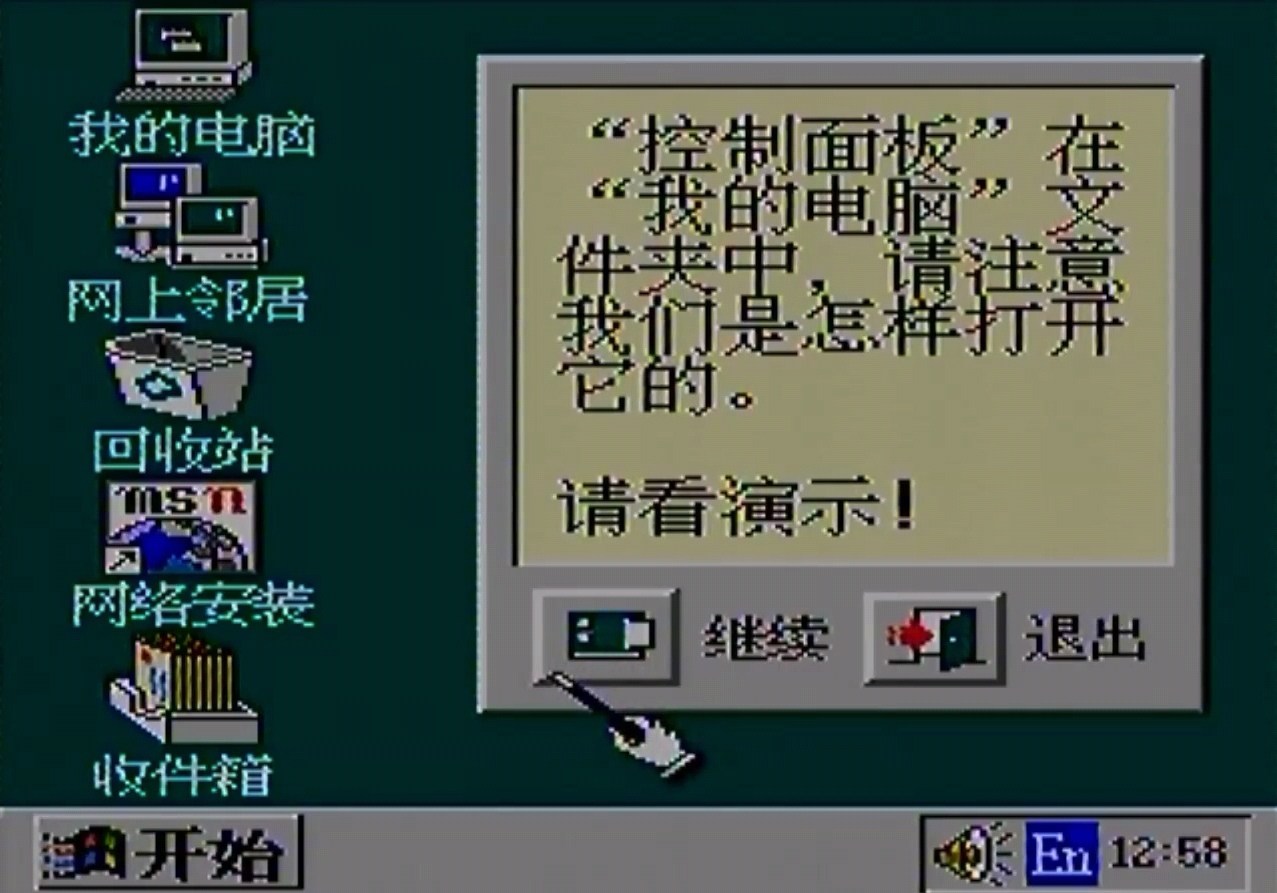 我的电脑
网上邻居
回收站
msn
网络安装
收件箱
“控制面板”在
“我的电脑”文
件夹中，请注意
我们是怎样打开
它的。
请看演示！
继续
退出
开始
En
12:58